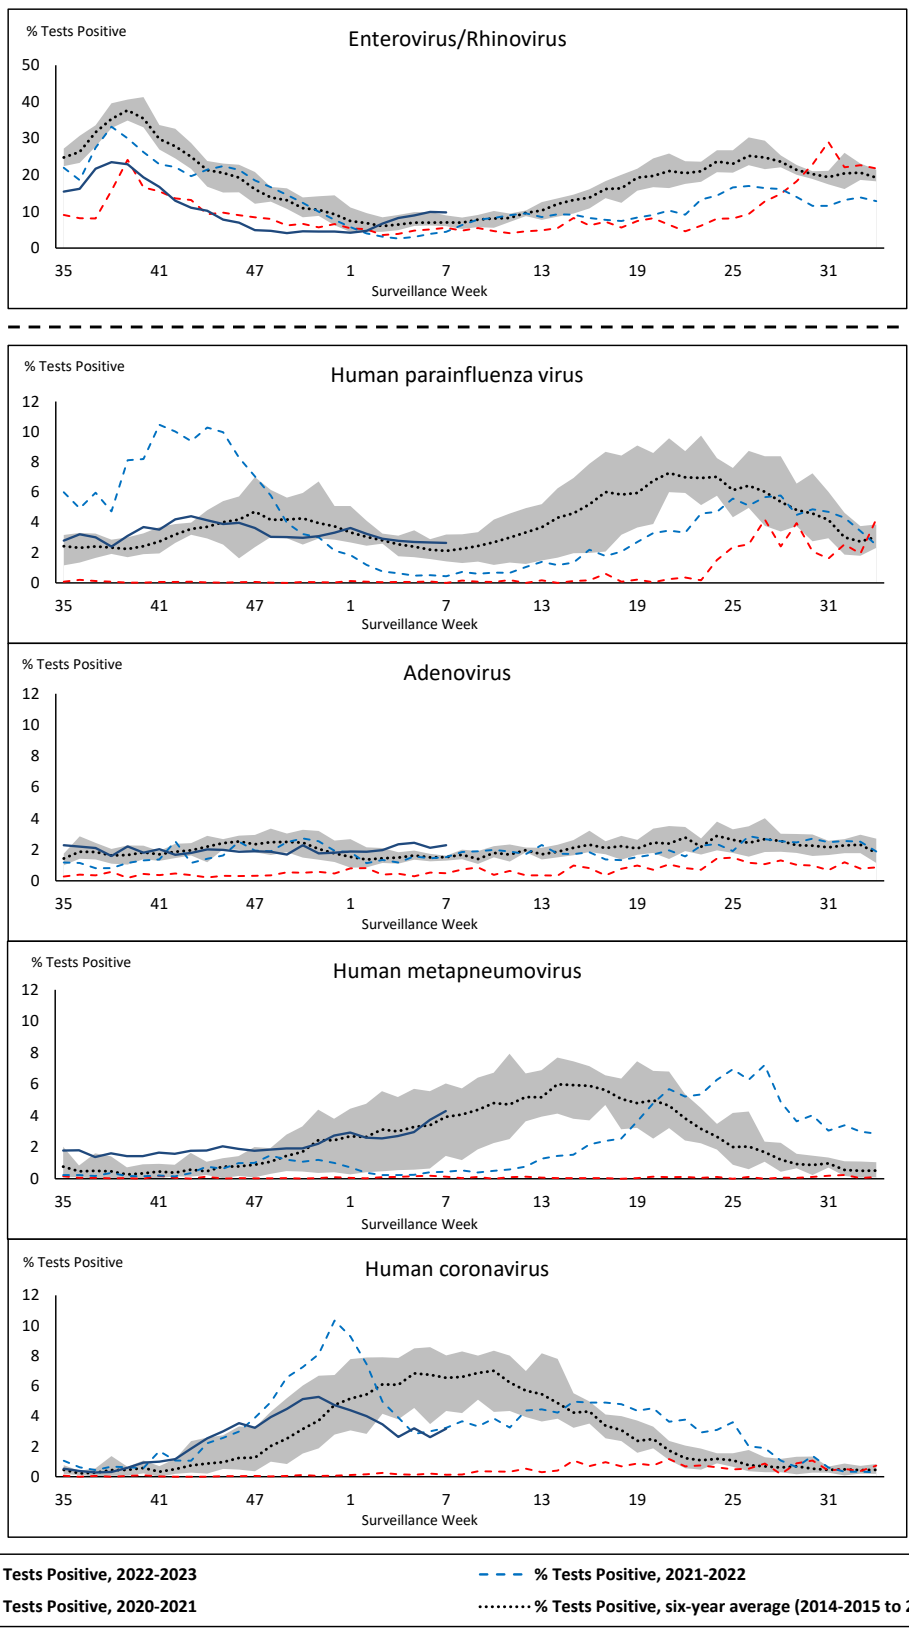 % Tests Positive
Enterovirus/Rhinovirus
50
40
30
20
10
0
35 41 47 1 7 13 19 25 31
Surveillance Week
% Tests Positive
Human parainfluenza virus
12
10
8
6
4
2
0
35 41 47 1 7 13 19 25 31
Surveillance Week
% Tests Positive
Adenovirus
12
10
8
6
4
2
0
35 41 47 1 7 13 19 25 31
Surveillance Week
% Tests Positive
Human metapneumovirus
12
10
8
6
4
2
0
35 41 47 1 7 13 19 25 31
Surveillance Week
% Tests Positive
Human coronavirus
12
10
8
6
4
2
0
35 41 47 1 7 13 19 25 31
Surveillance Week
Tests Positive, 2022-2023 % Tests Positive, 2021-2022
Tests Positive, 2020-2021 % Tests Positive, six-year average (2014-2015 to